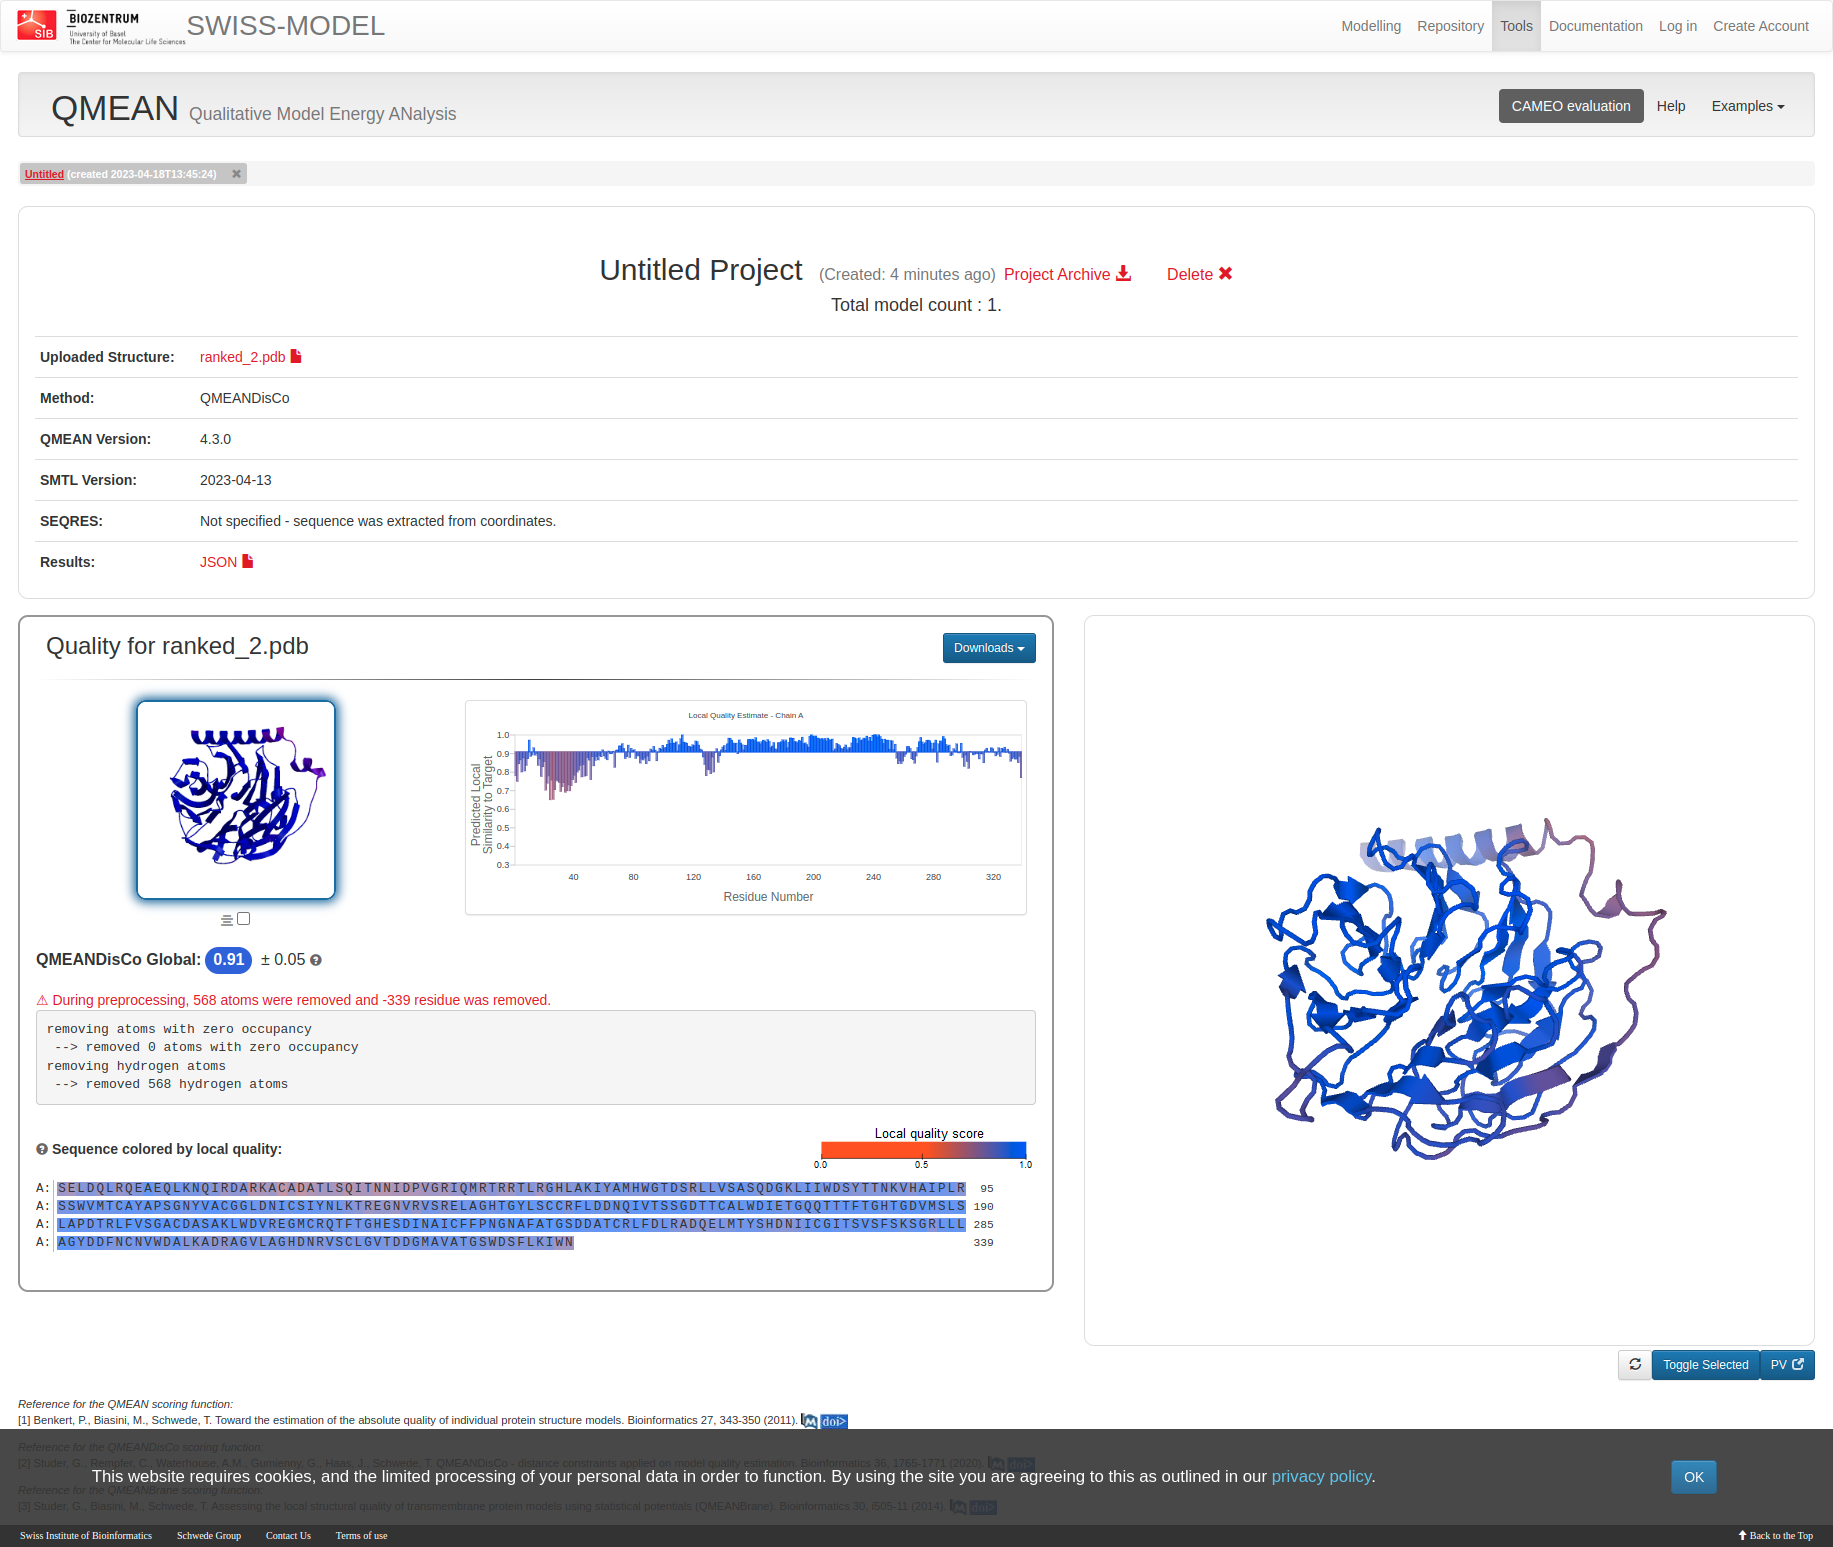 SIB
BIOZENTRUM
University of Basel
The Center for Molecular Life Sciences
SWISS-MODEL
Modelling Repository Tools Documentation Log in Create Account
QMEAN Qualitative Model Energy ANalysis
CAMEO evaluation Help Examples
Untitled (created 2023-04-18T13:45:24) ✖
Untitled Project (Created: 4 minutes ago) Project Archive Delete ✖
Total model count : 1.
Uploaded Structure: ranked_2.pdb
Method: QMEANDisCo
QMEAN Version: 4.3.0
SMTL Version: 2023-04-13
SEQRES: Not specified - sequence was extracted from coordinates.
Results: JSON
Quality for ranked_2.pdb
Downloads
Local Quality Estimate - Chain A
Predicted Local
Similarity to Target
1.0
0.9
0.8
0.7
0.6
0.5
0.4
0.3
40 80 120 160 200 240 280 320
Residue Number
QMEANDisCo Global: 0.91 ± 0.05
⚠ During preprocessing, 568 atoms were removed and -339 residue was removed.
removing atoms with zero occupancy
--> removed 0 atoms with zero occupancy
removing hydrogen atoms
--> removed 568 hydrogen atoms
Sequence colored by local quality:
Local quality score
0.0 0.5 1.0
A: SELDQLRQEAEQLKNQIRDARKACADATLSQITNNIDPVGRIQMRTRRTLRGHLAKIYAMHWGTDSRLLVSASQDGKLIIWDSYTTNKVHAIPLR 95
A: SSWVMTCAYAPSGNYVACGGLDNICSIYNLKTREGNVRVSRELAGHTGYLSCCRFLDDNQIVTSSGDTTCALWDIETGQQTTTFTGHTGDVMSLS 190
A: LAPDTRLFVSGACDASAKLWDVREGMCRQTFTGHESDINAICFFPNGNAFATGSDDATCRLFDLRADQELMTYSHDNIICGITSVSFSKSGRLLL 285
A: AGYDDFNCNVWDALKADRAGVLAGHDNRVSCLGVTDDGMAVATGSWDSFLKIWN 339
Toggle Selected PV
Reference for the QMEAN scoring function:
[1] Benkert, P., Biasini, M., Schwede, T. Toward the estimation of the absolute quality of individual protein structure models. Bioinformatics 27, 343-350 (2011). doi>
Reference for the QMEANDisCo scoring function:
[2] Studer, G., Rempfer, C., Waterhouse, A.M., Gumienny, G., Haas, J., Schwede, T. QMEANDisCo - distance constraints applied on model quality estimation. Bioinformatics 36, 1765-1771 (2020). doi>
This website requires cookies, and the limited processing of your personal data in order to function. By using the site you are agreeing to this as outlined in our privacy policy.
OK
Reference for the QMEANBrane scoring function:
[3] Studer, G., Biasini, M., Schwede, T. Assessing the local structural quality of transmembrane protein models using statistical potentials (QMEANBrane). Bioinformatics 30, i505-11 (2014). doi>
Swiss Institute of Bioinformatics Schwede Group Contact Us Terms of use
Back to the Top